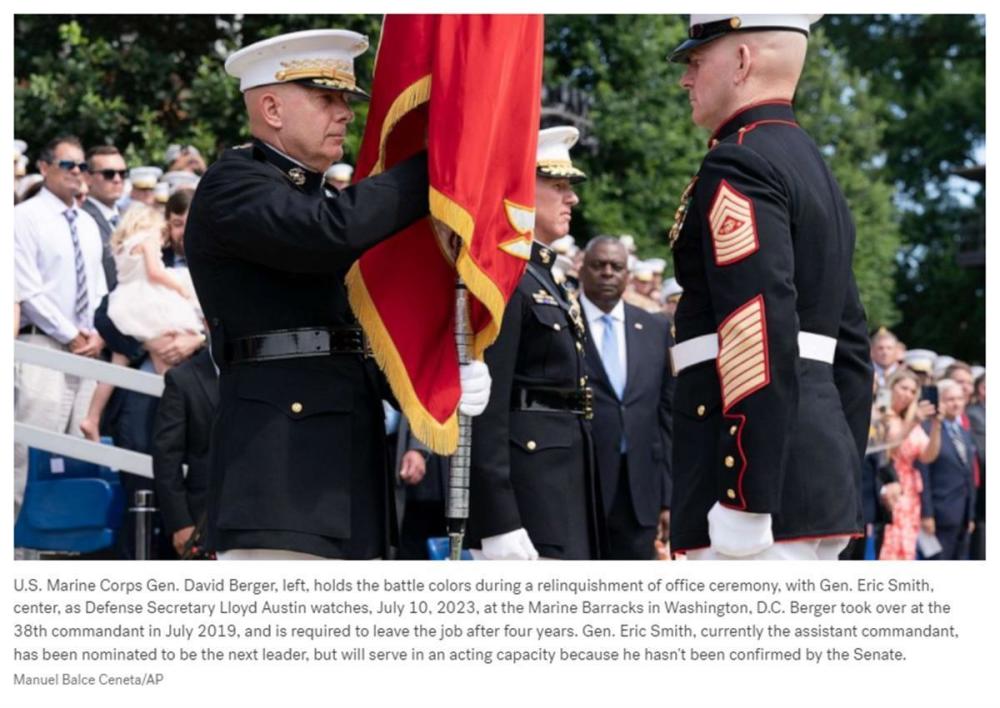 U.S. Marine Corps Gen. David Berger, left, holds the battle colors during a relinquishment of office ceremony, with Gen. Eric Smith,
center, as Defense Secretary Lloyd Austin watches, July 10, 2023, at the Marine Barracks in Washington, D.C. Berger took over at the
38th commandant in July 2019, and is required to leave the job after four years. Gen. Eric Smith, currently the assistant commandant,
has been nominated to be the next leader, but will serve in an acting capacity because he hasn't been confirmed by the Senate.
Manuel Balce Ceneta/AP